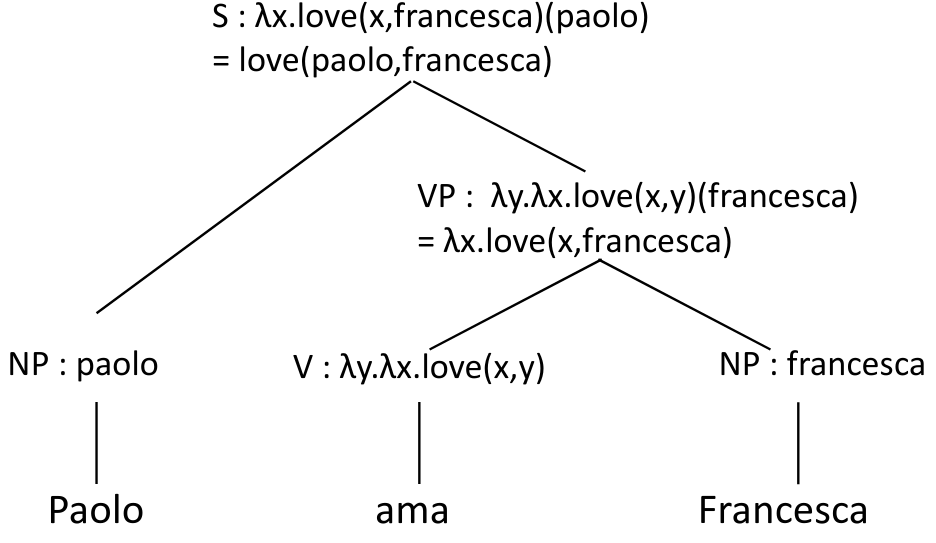 S : λx.love(x,francesca)(paolo)
= love(paolo,francesca)
VP : λy.λx.love(x,y)(francesca)
= λx.love(x,francesca)
NP : paolo
V : λy.λx.love(x,y)
NP : francesca
Paolo
ama
Francesca